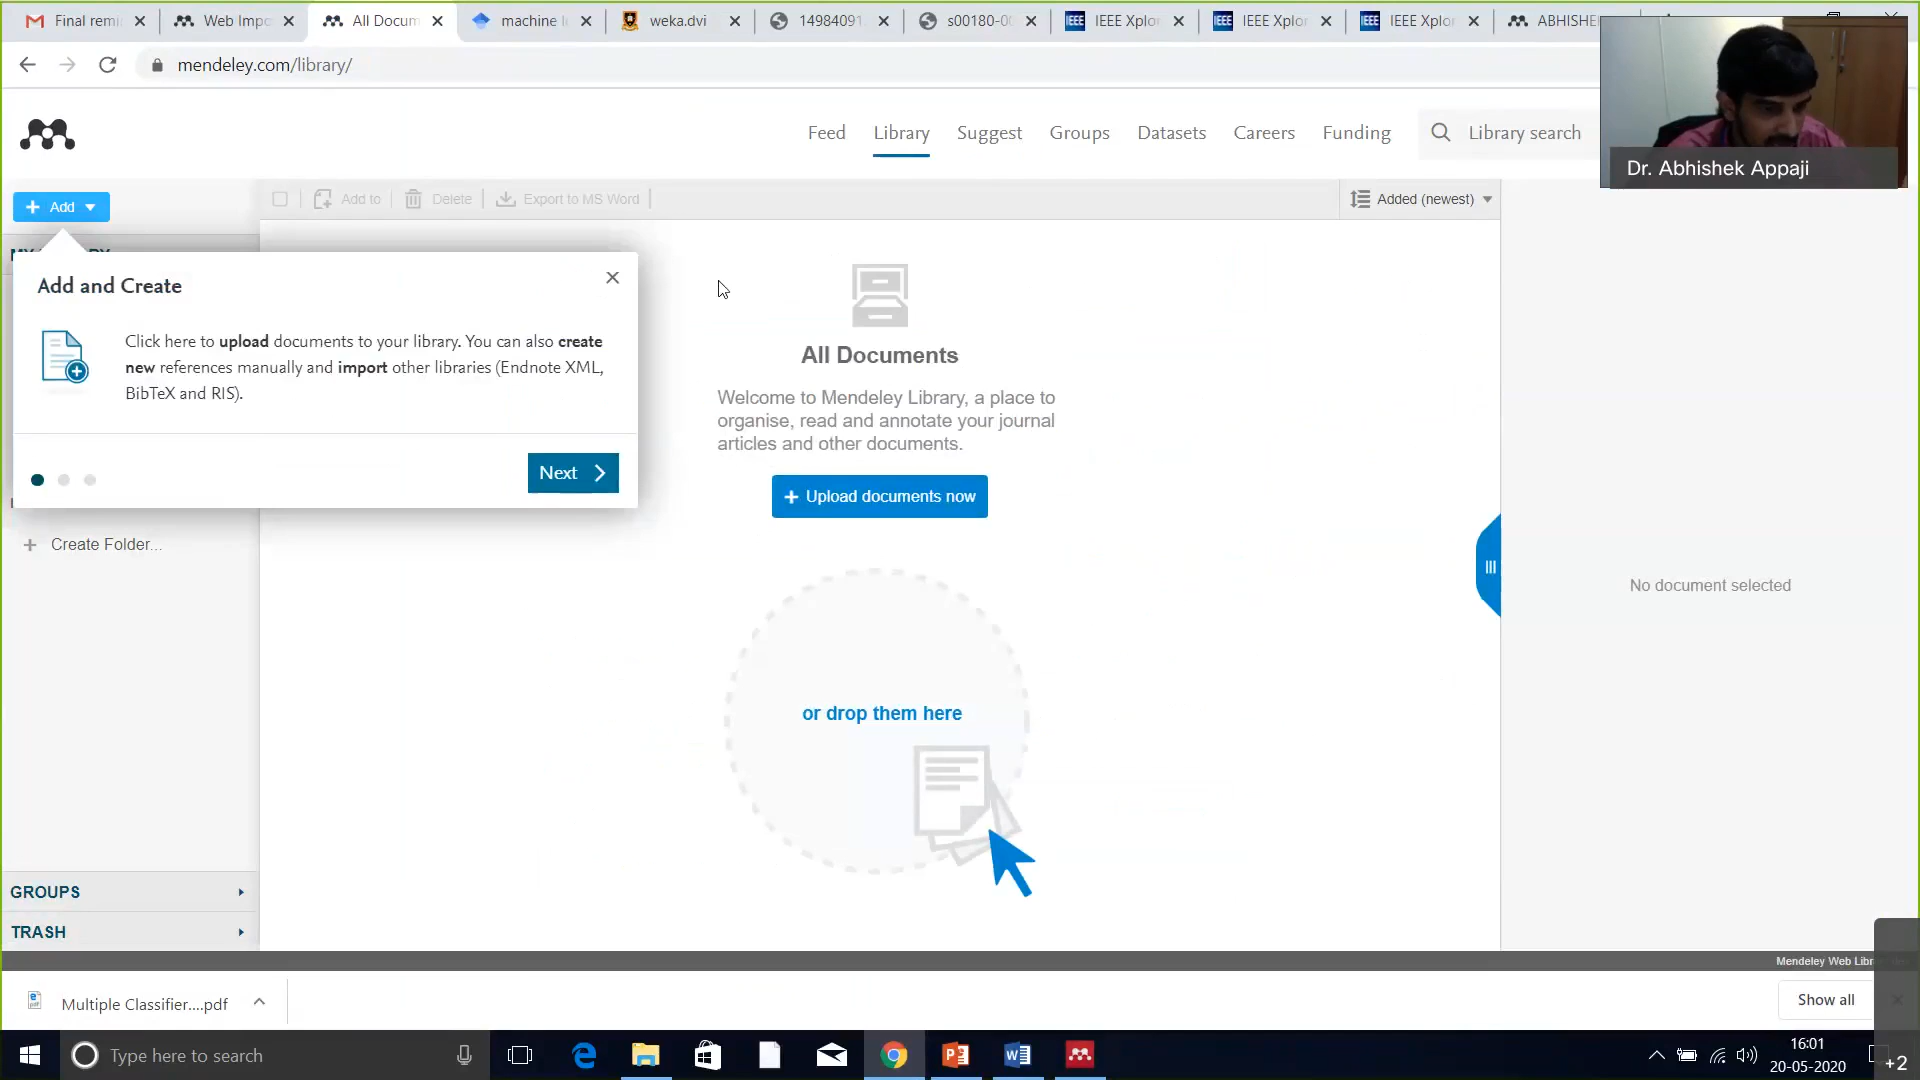 Final remi
Web Impo
All Docum
machine l
weka.dvi
14984091
s00180-0
IEEE Xplo
IEEE Xplor
IEEE Xplor
ABHISHE
mendeley.com/library/
Feed
Library
Suggest
Groups
Datasets
Careers
Funding
Library search
Dr. Abhishek Appaji
+ Add
Add to
Delete
Export to MS Word
Added (newest)
Add and Create
Click here to upload documents to your library. You can also create
new references manually and import other libraries (Endnote XML,
BibTeX and RIS).
Next
All Documents
Welcome to Mendeley Library, a place to
organise, read and annotate your journal
articles and other documents.
+ Upload documents now
+ Create Folder...
No document selected
or drop them here
GROUPS
TRASH
Mendeley Web Libr
Multiple Classifier....pdf
Show all
Type here to search
16:01
20-05-2020
+2